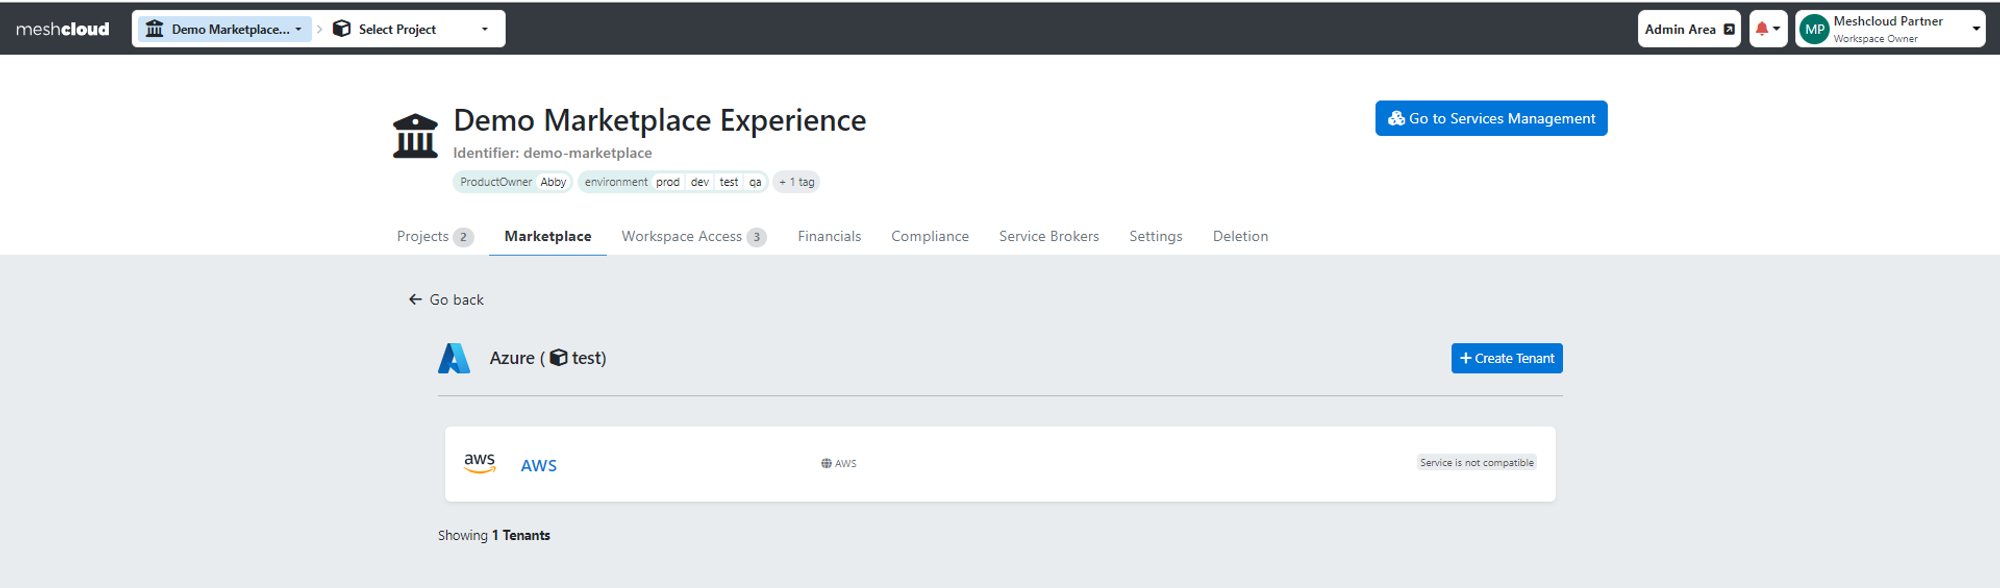 meshcloud Demo Marketplace... Select Project Admin Area MP Meshcloud Partner
Workspace Owner
Demo Marketplace Experience Go to Services Management
Identifier: demo-marketplace
ProductOwner Abby environment prod dev test qa + 1 tag
Projects 2 Marketplace Workspace Access 3 Financials Compliance Service Brokers Settings Deletion
Go back
Azure ( test) + Create Tenant
aws AWS AWS Service is not compatible
Showing 1 Tenants